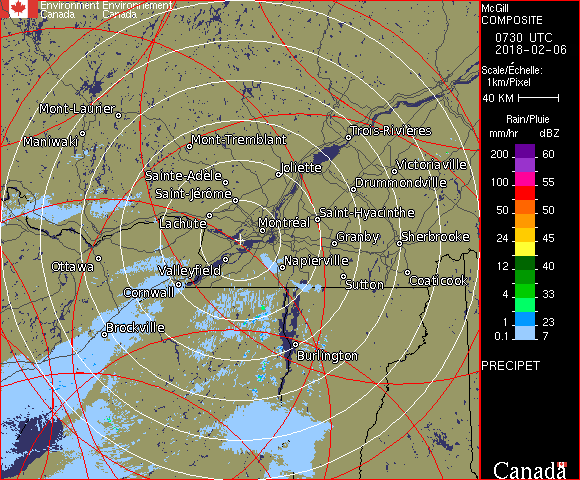 Environment Environnement
Canada Canada
McGill
COMPOSITE
0730 UTC
2018-02-06
Scale/Échelle:
1km/Pixel
40 KM
Rain/Pluie
mm/hr dBZ
200 60
55
100 55
50 50
24 45
12 40
4 33
1 23
0.1 7
PRECIPET
Canada
Mont-Laurier
Maniwaki
Mont-Tremblant
Trois-Rivières
Joliette
Victoriaville
Sainte-Adèle
Drummondville
Saint-Jérôme
Lachute
Saint-Hyacinthe
Montréal
Granby
Sherbrooke
Ottawa
Valleyfield
Napierville
Cornwall
Sutton
Coaticook
Brockville
Burlington